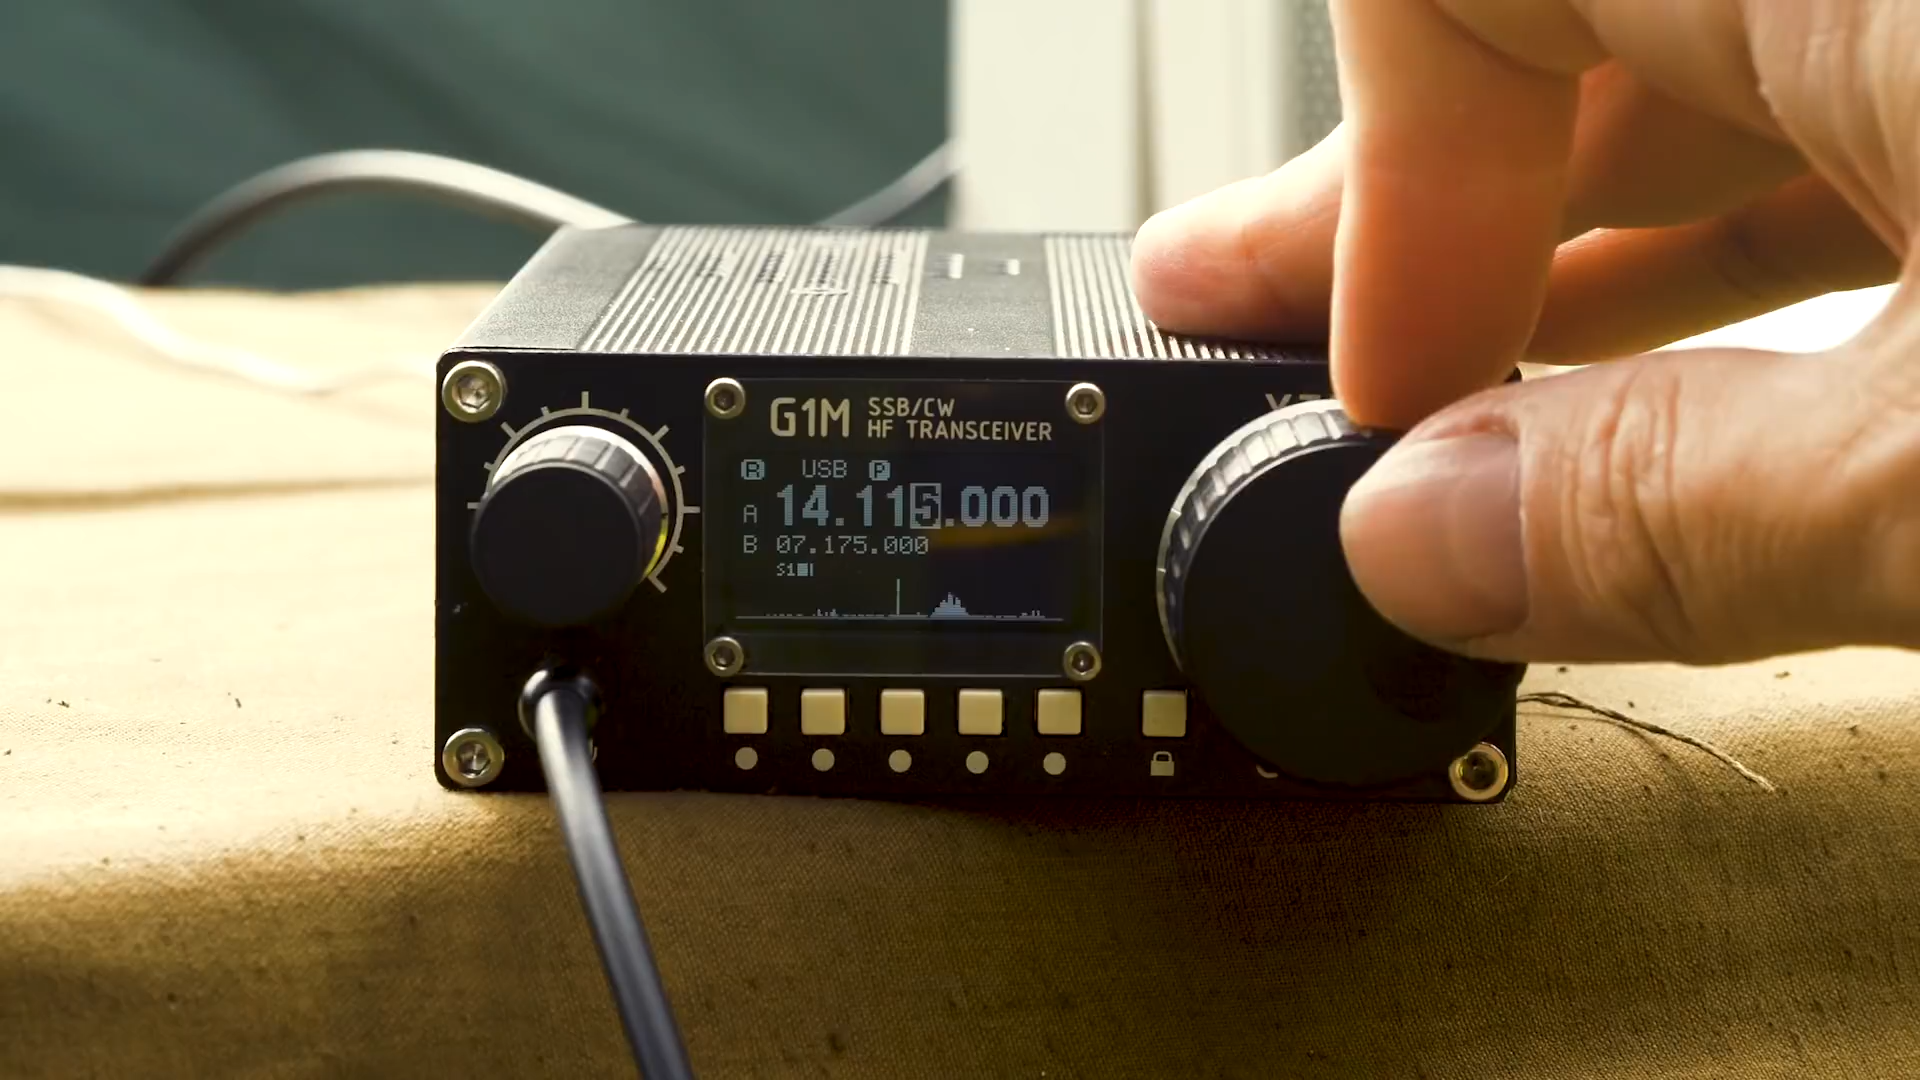 G1M SSB/CW
HF TRANSCEIVER
R USB P
A 14.115.000
B 07.175.000
S1